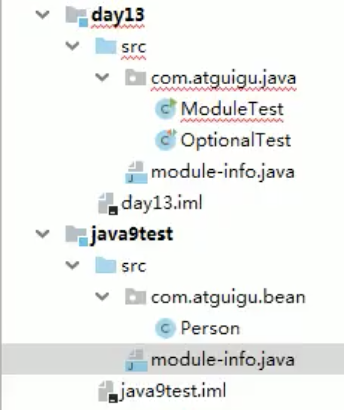 day13
src
com.atguigu.java
ModuleTest
OptionalTest
module-info.java
day13.iml
java9test
src
com.atguigu.bean
Person
module-info.java
java9test.iml